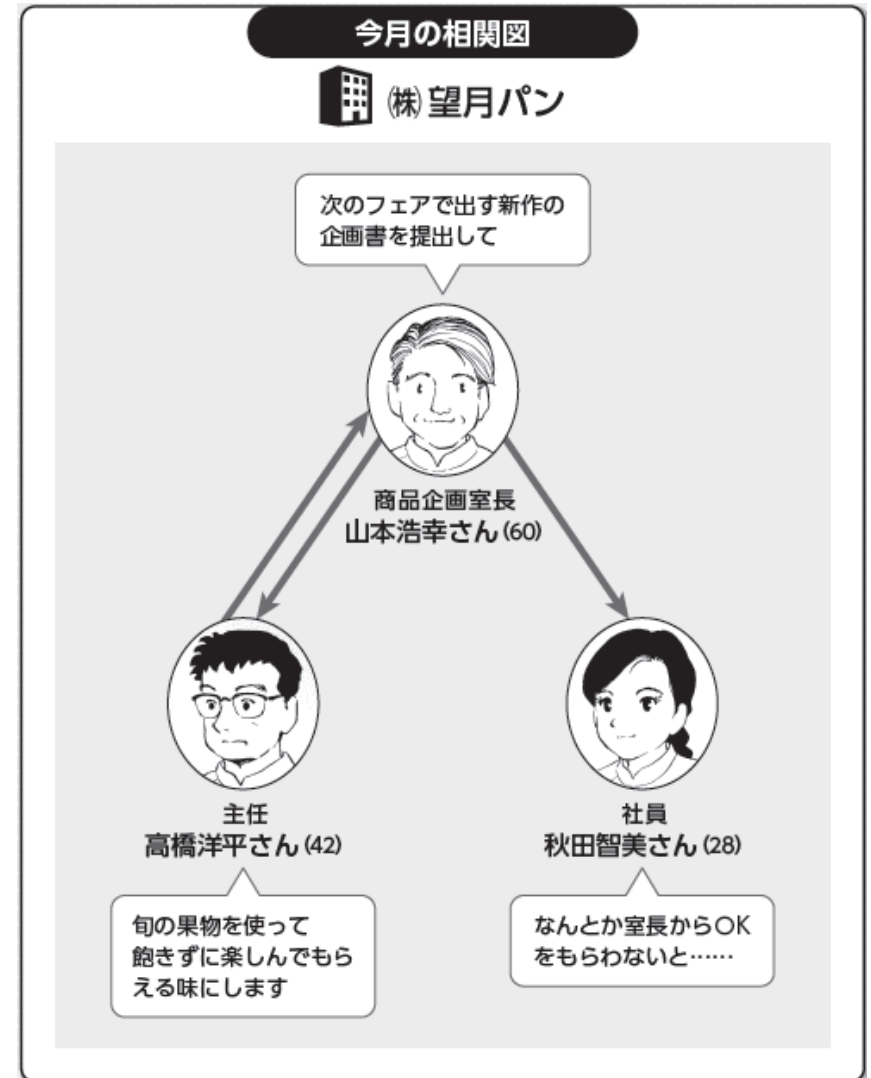 今月の相関図
㈱望月パン
次のフェアで出す新作の
企画書を提出して
商品企画室長
山本浩幸さん(60)
主任
高橋洋平さん(42)
旬の果物を使って
飽きずに楽しんでもら
える味にします
社員
秋田智美さん(28)
なんとか室長から○K
をもらわないと……